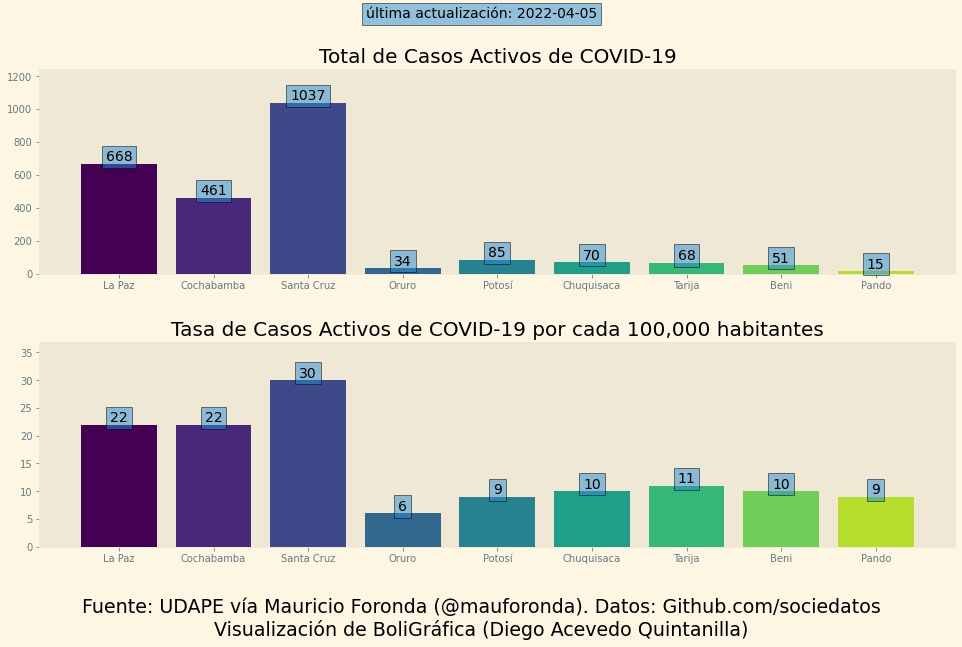 última actualización: 2022-04-05
Total de Casos Activos de COVID-19
1200
1000
800
600
400
200
0
668
461
1037
34
85
70
68
51
15
La Paz
Cochabamba
Santa Cruz
Oruro
Potosí
Chuquisaca
Tarija
Beni
Pando
Tasa de Casos Activos de COVID-19 por cada 100,000 habitantes
35
30
25
20
15
10
5
0
22
22
30
6
9
10
11
10
9
La Paz
Cochabamba
Santa Cruz
Oruro
Potosí
Chuquisaca
Tarija
Beni
Pando
Fuente: UDAPE vía Mauricio Foronda (@mauforonda). Datos: Github.com/sociedatos
Visualización de BoliGráfica (Diego Acevedo Quintanilla)